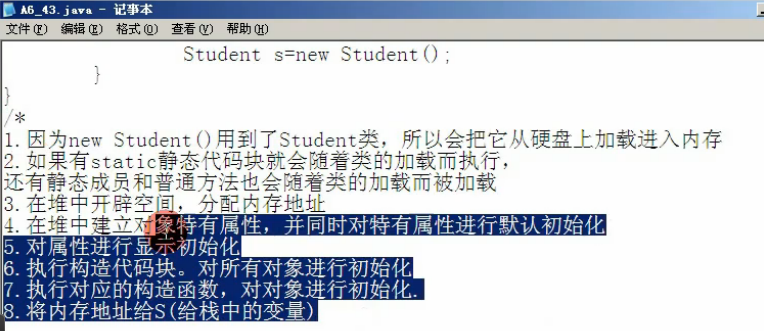 A6_43.java - 记事本
文件(F) 编辑(E) 格式(O) 查看(V) 帮助(H)
Student s=new Student();
}
}
/*
1.因为new Student()用到了Student类，所以会把它从硬盘上加载进入内存
2.如果有static静态代码块就会随着类的加载而执行，
还有静态成员和普通方法也会随着类的加载而被加载
3.在堆中开辟空间，分配内存地址
4.在堆中建立对象特有属性，并同时对特有属性进行默认初始化
5.对属性进行显示初始化
6.执行构造代码块。对所有对象进行初始化
7.执行对应的构造函数，对对象进行初始化.
8.将内存地址给S(给栈中的变量)